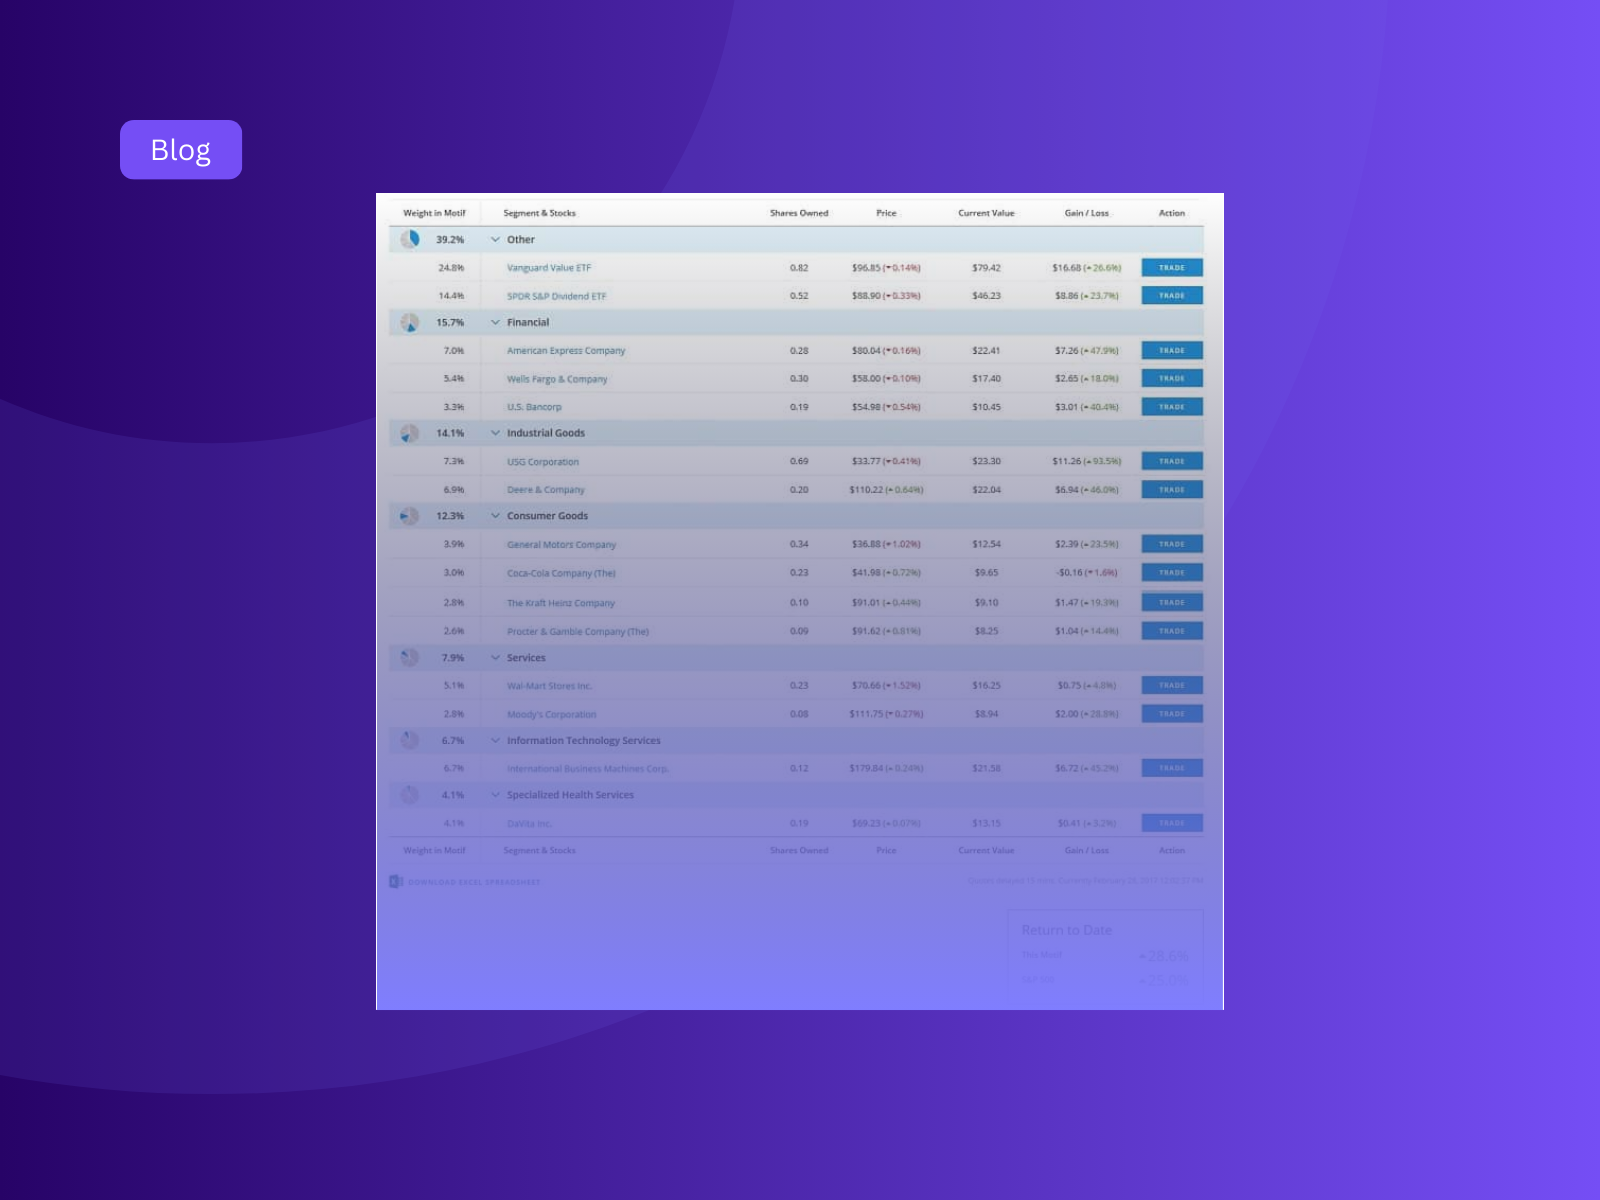 Blog
Weight in Motif Segment & Stocks Shares Owned Price Current Value Gain / Loss Action
39.2% Other
24.8% Vanguard Value ETF 0.82 $96.85 (▾0.14%) $79.42 $16.68 (▴26.6%) TRADE
14.4% SPDR S&P Dividend ETF 0.52 $88.90 (▾0.33%) $46.23 $8.86 (▴23.7%) TRADE
15.7% Financial
7.0% American Express Company 0.28 $80.04 (▾0.16%) $22.41 $7.26 (▴47.9%) TRADE
5.4% Wells Fargo & Company 0.30 $58.00 (▾0.10%) $17.40 $2.65 (▴18.0%) TRADE
3.3% U.S. Bancorp 0.19 $54.98 (▾0.54%) $10.45 $3.01 (▴40.4%) TRADE
14.1% Industrial Goods
7.3% USG Corporation 0.69 $33.77 (▾0.41%) $23.30 $11.26 (▴93.5%) TRADE
6.9% Deere & Company 0.20 $110.22 (▴0.64%) $22.04 $6.94 (▴46.0%) TRADE
12.3% Consumer Goods
3.9% General Motors Company 0.34 $36.88 (▾1.02%) $12.54 $2.39 (▴23.5%) TRADE
3.0% Coca-Cola Company (The) 0.23 $41.98 (▴0.72%) $9.65 -$0.16 (▾1.6%) TRADE
2.8% The Kraft Heinz Company 0.10 $91.01 (▴0.44%) $9.10 $1.47 (▴19.3%) TRADE
2.6% Procter & Gamble Company (The) 0.09 $91.62 (▴0.81%) $8.25 $1.04 (▴14.4%) TRADE
7.9% Services
5.1% Wal-Mart Stores Inc. 0.23 $70.66 (▾1.52%) $16.25 $0.75 (▴4.8%) TRADE
2.8% Moody's Corporation 0.08 $111.75 (▾0.27%) $8.94 $2.00 (▴28.8%) TRADE
6.7% Information Technology Services
6.7% International Business Machines Corp. 0.12 $179.84 (▴0.24%) $21.58 $6.72 (▴45.2%) TRADE
4.1% Specialized Health Services
4.1% DaVita Inc. 0.19 $69.23 (▴0.07%) $13.15 $0.41 (▴3.2%) TRADE
Weight in Motif Segment & Stocks Shares Owned Price Current Value Gain / Loss Action
DOWNLOAD EXCEL SPREADSHEET
Return to Date
This Motif ▴28.6%